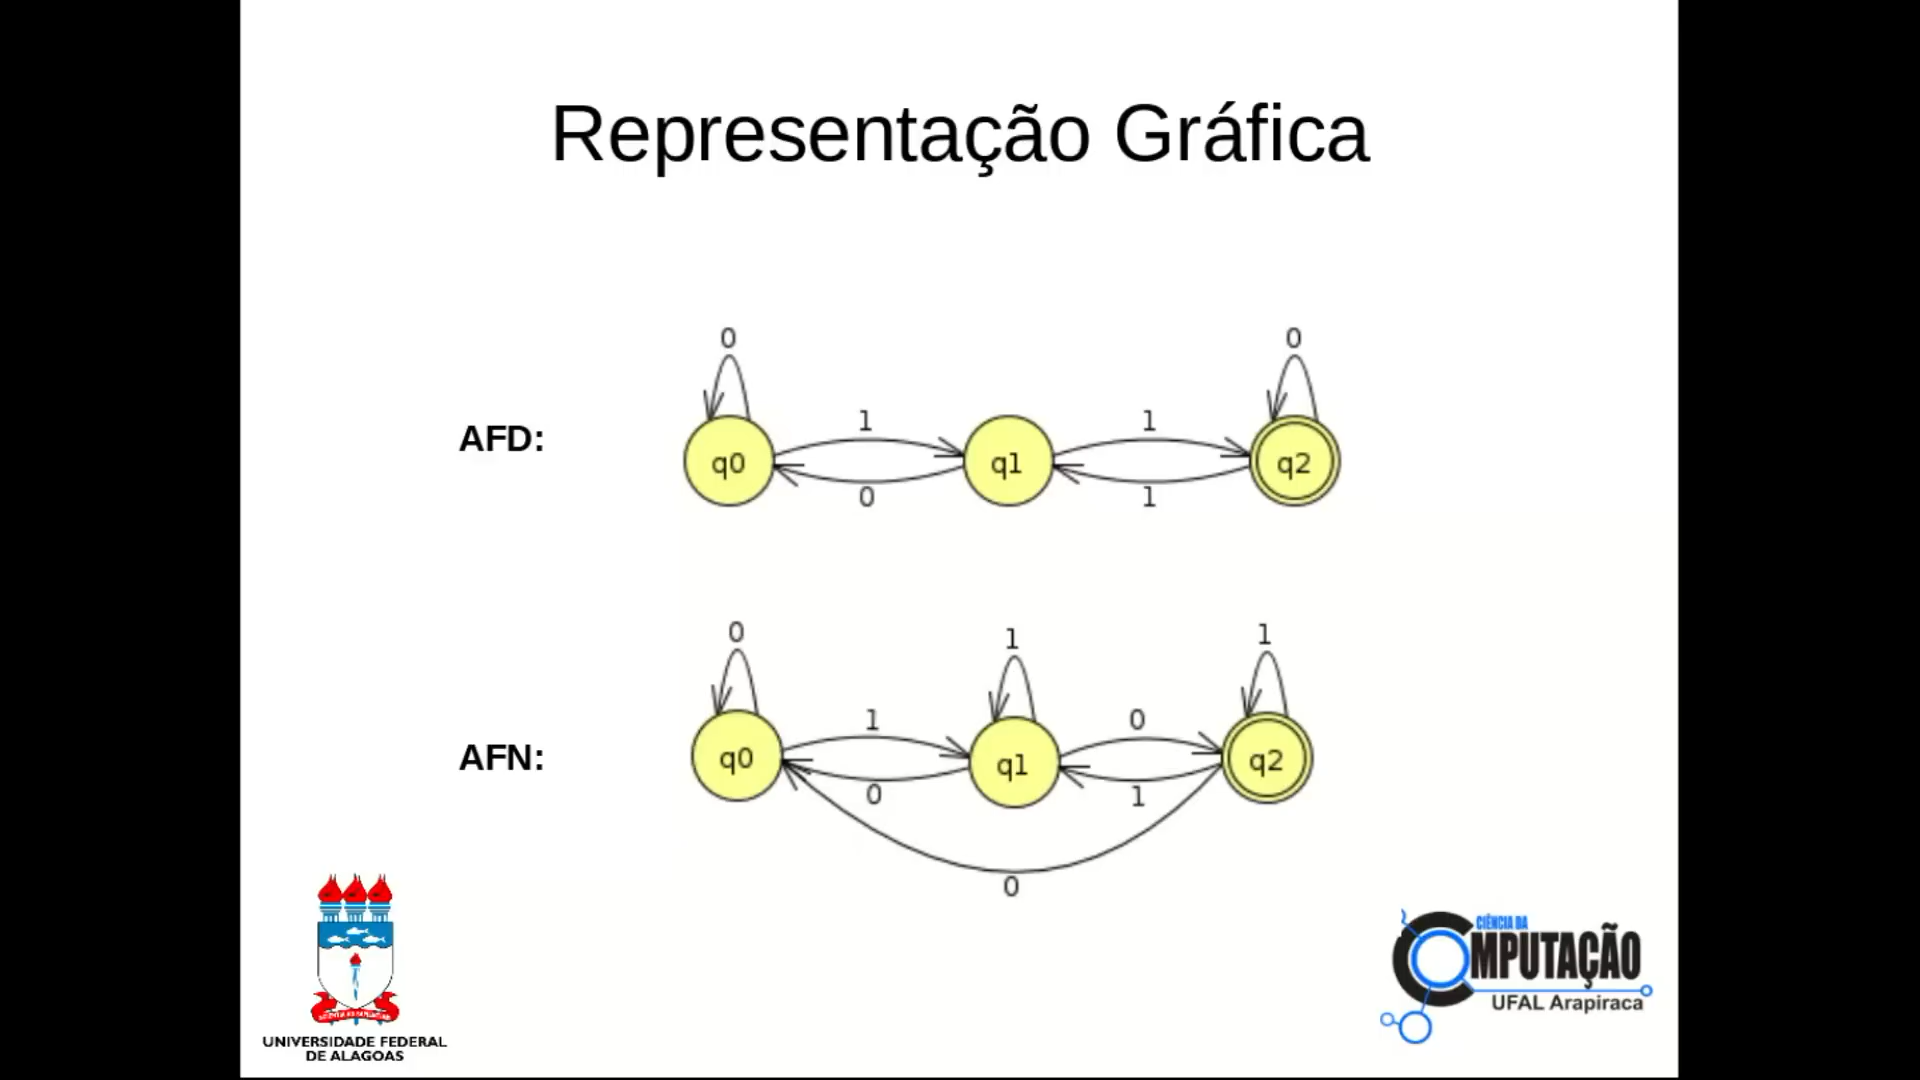 Representação Gráfica
0
0
AFD:
q0
1
0
q1
1
1
q2
0
1
1
AFN:
q0
1
0
q1
0
1
q2
0
UNIVERSIDADE FEDERAL
DE ALAGOAS
CIÊNCIA DA
COMPUTAÇÃO
UFAL Arapiraca